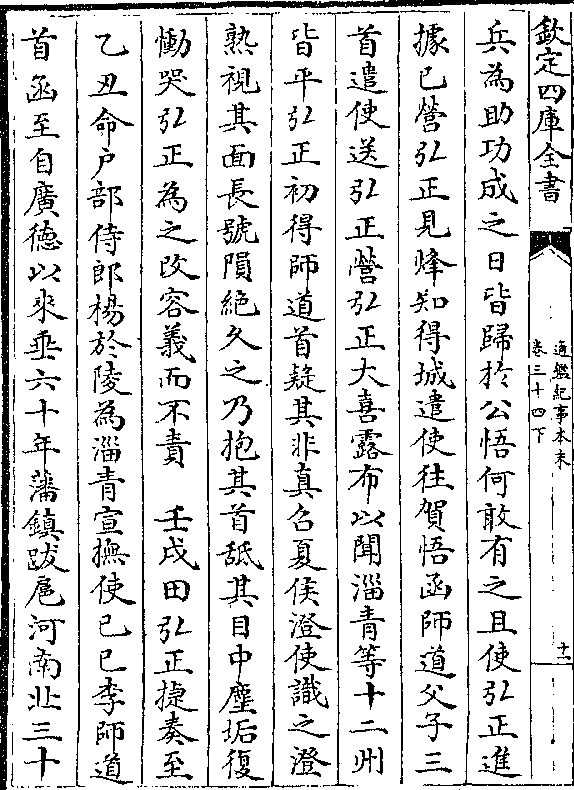 欽定四庫全書
通鑑紀事本末
卷三十四下
十二
兵為助功成之日皆歸於公悟何敢有之且使弘正進
據已營弘正見烽知得城遣使往賀悟函師道父子三
首遣使送弘正營弘正大喜露布以聞淄青等十二州
皆平弘正初得師道首疑其非真召夏侯澄使識之澄
熟視其面長號隕絕久之乃抱其首舐其目中塵垢復
慟哭弘正為之改容義而不責　壬戌田弘正捷奏至
乙丑命户部侍郎楊於陵為淄青宣撫使己巳李師道
首函至自廣德以來垂六十年藩鎮跋扈河南北三十